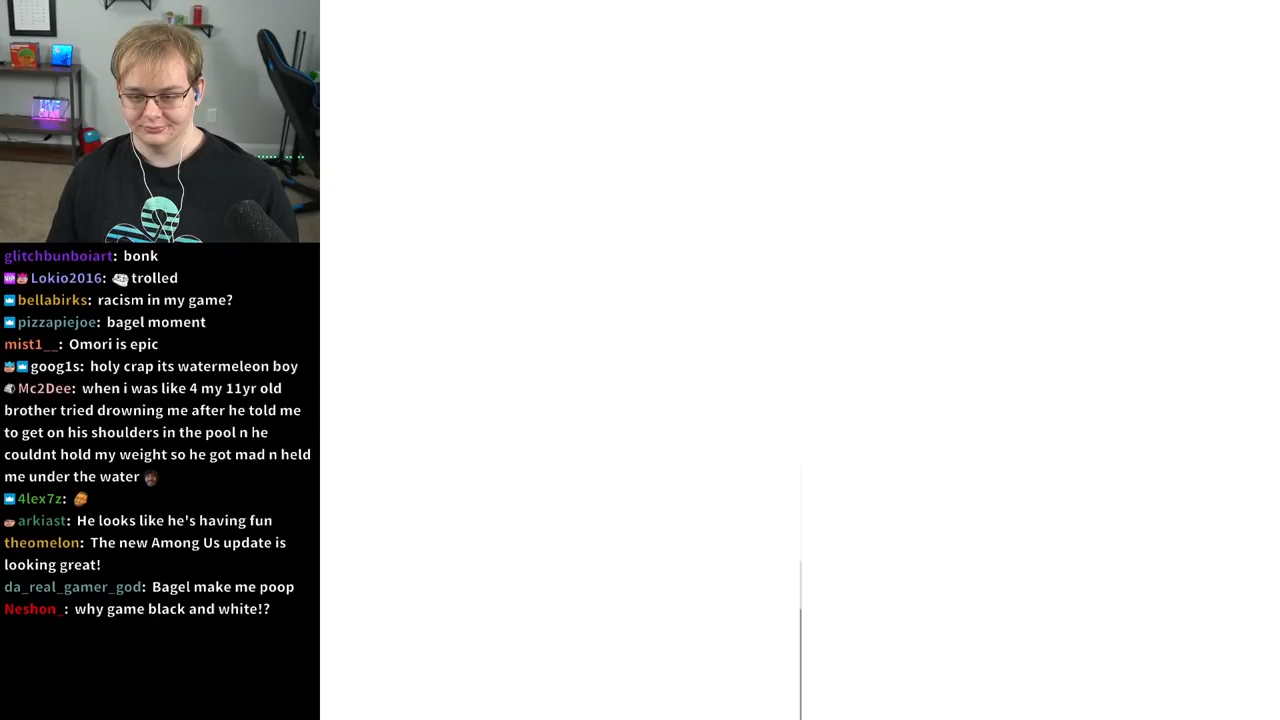 LIVE
ON AIR
glitchbunboiart: bonk
Lokio2016: trolled
bellabirks: racism in my game?
pizzapiejoe: bagel moment
mist1__: Omori is epic
goog1s: holy crap its watermeleon boy
Mc2Dee: when i was like 4 my 11yr old
brother tried drowning me after he told me
to get on his shoulders in the pool n he
couldnt hold my weight so he got mad n held
me under the water
4lex7z:
arkiast: He looks like he's having fun
theomelon: The new Among Us update is
looking great!
da_real_gamer_god: Bagel make me poop
Neshon_: why game black and white!?